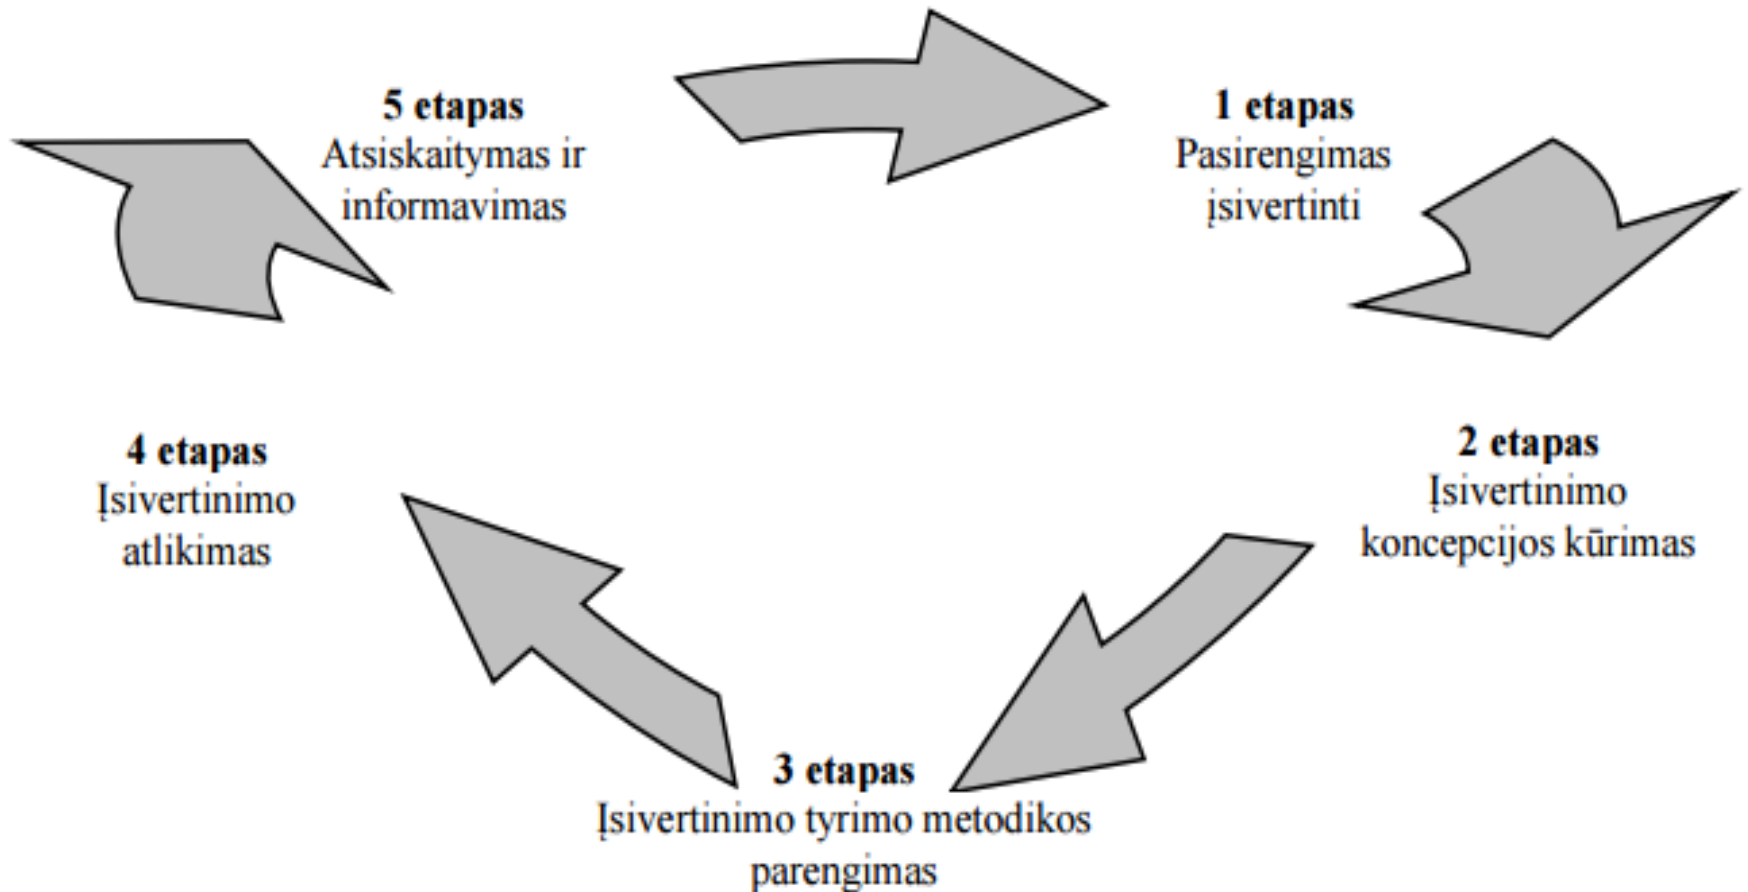 5 etapas
Atsiskaitymas ir
informavimas
1 etapas
Pasirengimas
įsivertinti
4 etapas
Įsivertinimo
atlikimas
2 etapas
Įsivertinimo
koncepcijos kūrimas
3 etapas
Įsivertinimo tyrimo metodikos
parengimas